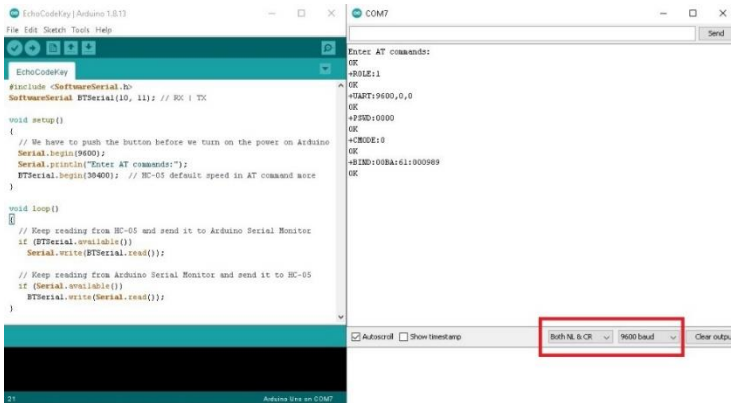 EchoCodeKey | Arduino 1.8.13
File Edit Sketch Tools Help
EchoCodeKey
#include <SoftwareSerial.h>
SoftwareSerial BTSerial(10, 11); // RX | TX
void setup()
{
// We have to push the button before we turn on the power on Arduino
Serial.begin(9600);
Serial.println("Enter AT commands:");
BTSerial.begin(38400); // HC-05 default speed in AT command more
}
void loop()
{
// Keep reading from HC-05 and send it to Arduino Serial Monitor
if (BTSerial.available())
Serial.write(BTSerial.read());
// Keep reading from Arduino Serial Monitor and send it to HC-05
if (Serial.available())
BTSerial.write(Serial.read());
}
21
Arduino Uno on COM7
COM7
Send
Enter AT commands:
OK
+ROLE:1
OK
+UART:9600,0,0
OK
+PSWD:0000
OK
+CMODE:0
OK
+BIND:00BA:61:000989
OK
Autoscroll Show timestamp
Both NL & CR
9600 baud
Clear outpu